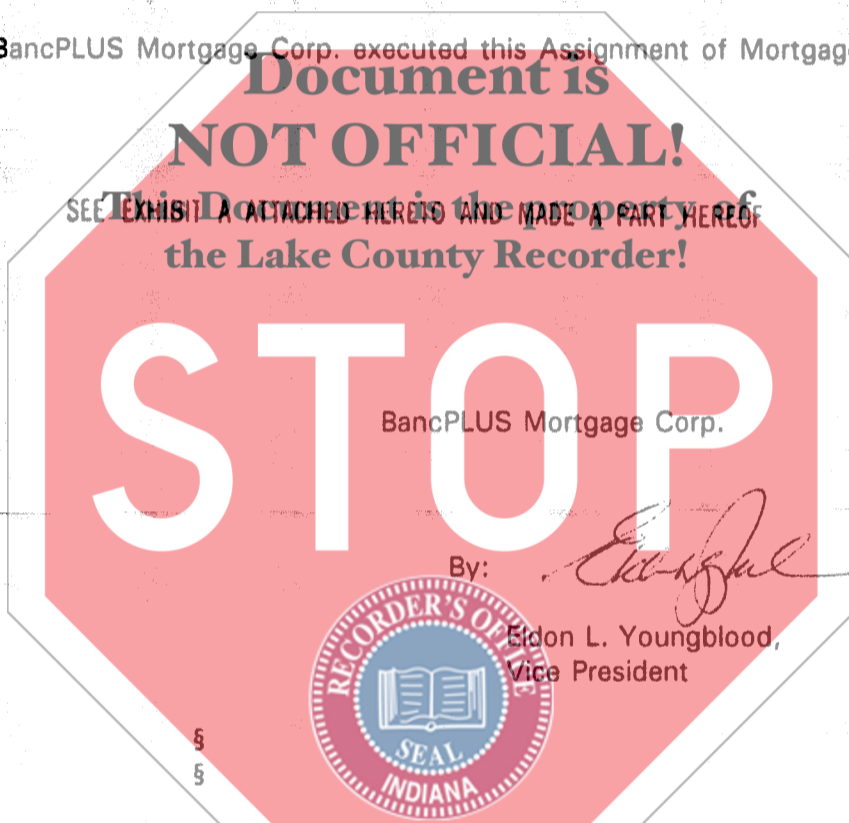 BancPLUS Mortgage Corp. executed this Assignment of Mortgage
Document is
NOT OFFICIAL!
SEE EXHIBIT A ATTACHED HERETO AND MADE A PART HEREOF
This Document is the property of
the Lake County Recorder!
STOP
BancPLUS Mortgage Corp.
By:
Eldon L. Youngblood,
Vice President
RECORDER'S OFFICE
SEAL
INDIANA
§
§